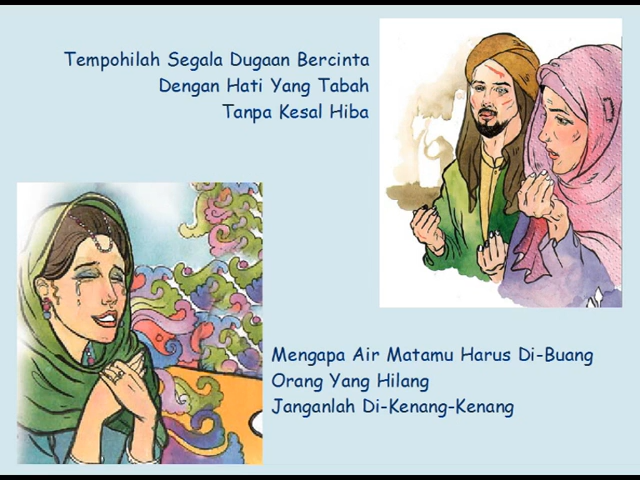 Tempohilah Segala Dugaan Bercinta
Dengan Hati Yang Tabah
Tanpa Kesal Hiba
Mengapa Air Matamu Harus Di-Buang
Orang Yang Hilang
Janganlah Di-Kenang-Kenang